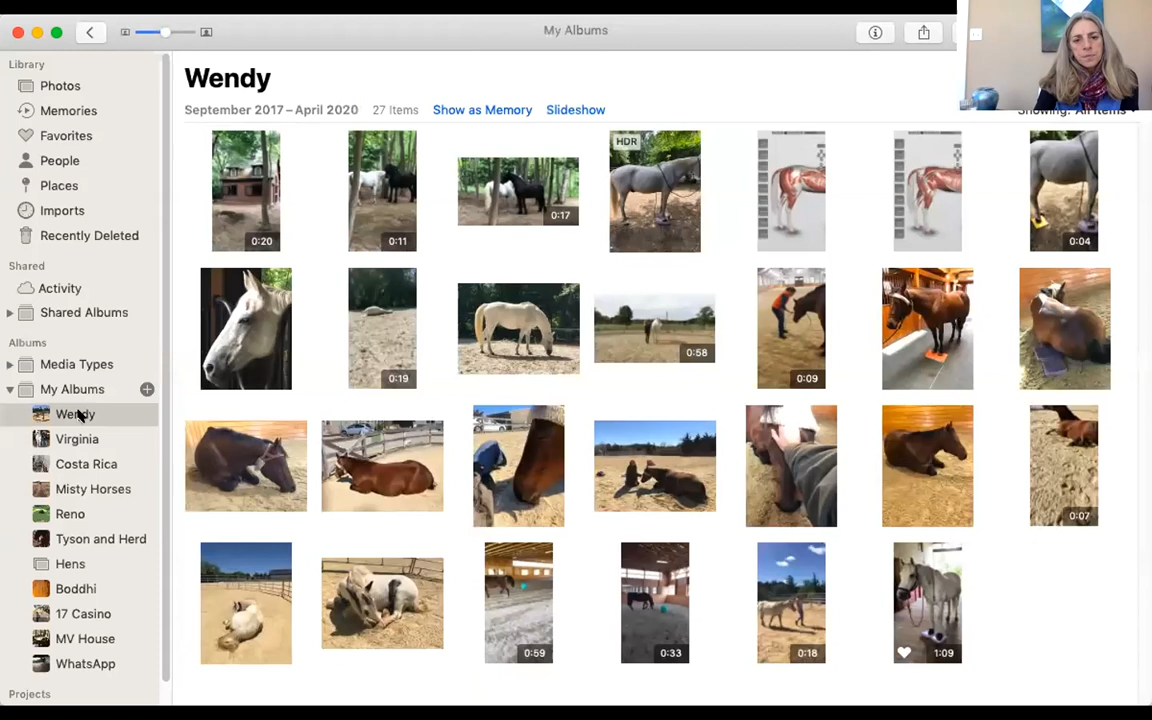 My Albums
Library
Photos
Memories
Favorites
People
Places
Imports
Recently Deleted
Shared
Activity
Shared Albums
Albums
Media Types
My Albums
Wendy
Virginia
Costa Rica
Misty Horses
Reno
Tyson and Herd
Hens
Boddhi
17 Casino
MV House
WhatsApp
Projects
Wendy
September 2017 – April 2020 27 Items Show as Memory Slideshow
Showing: All Items
0:20
0:11
0:17
HDR
0:04
0:19
0:58
0:09
0:07
0:59
0:33
0:18
1:09